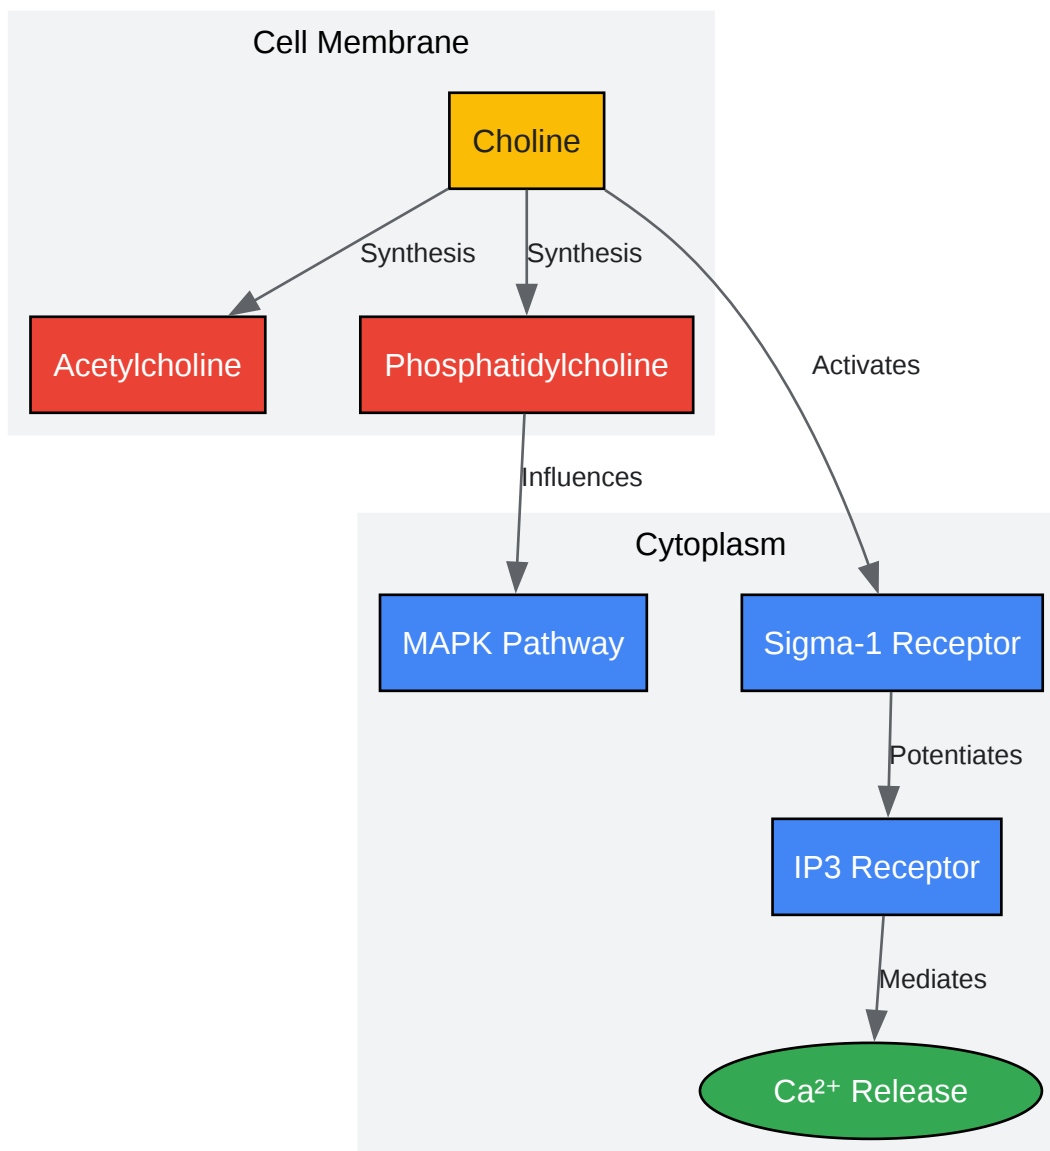 Cell Membrane
Choline
Synthesis
Synthesis
Acetylcholine
Phosphatidylcholine
Activates
Influences
Cytoplasm
MAPK Pathway
Sigma-1 Receptor
Potentiates
IP3 Receptor
Mediates
Ca²⁺ Release